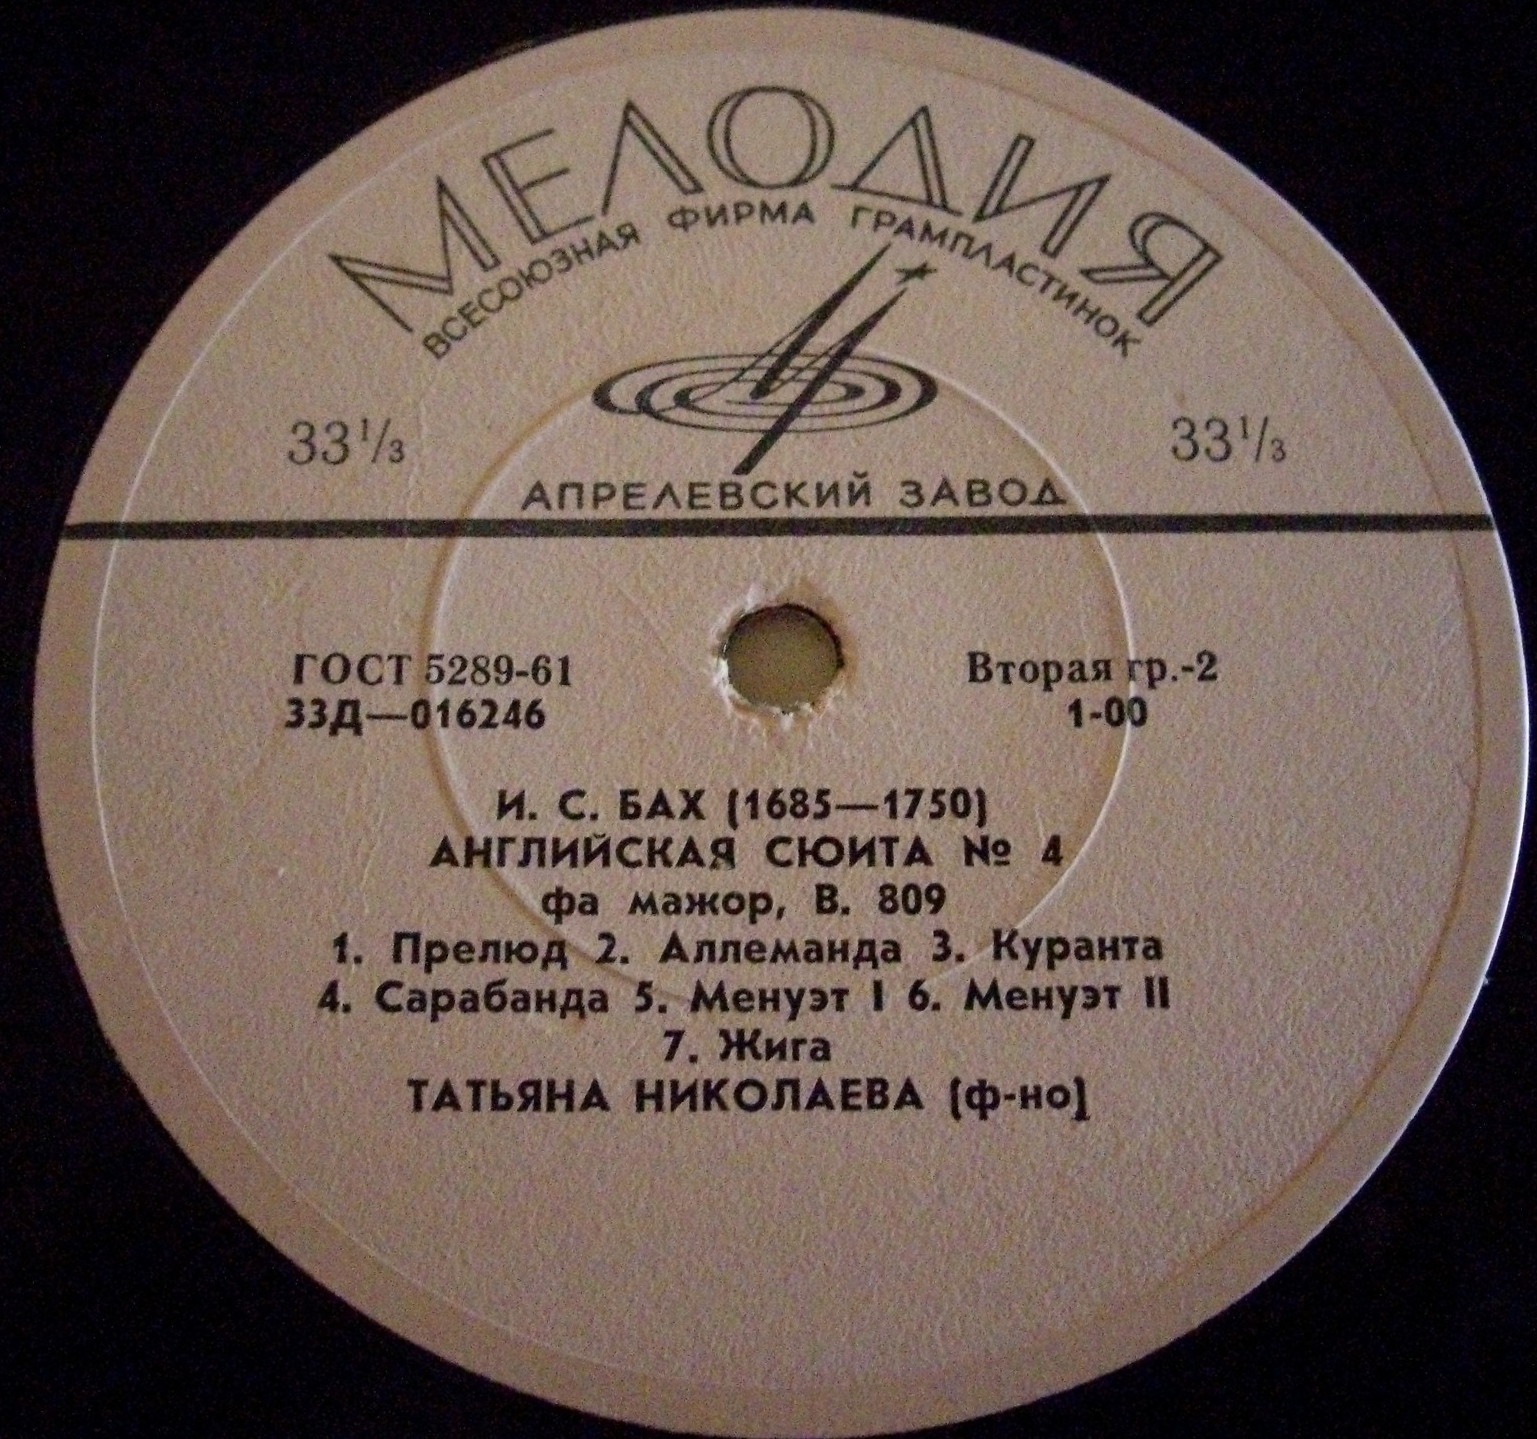 МЕЛОДИЯ
ВСЕСОЮЗНАЯ ФИРМА ГРАМПЛАСТИНОК
33⅓ 33⅓
АПРЕЛЕВСКИЙ ЗАВОД
ГОСТ 5289-61 Вторая гр.-2
33Д—016246 1-00
И. С. БАХ (1685—1750)
АНГЛИЙСКАЯ СЮИТА № 4
фа мажор, В. 809
1. Прелюд 2. Аллеманда 3. Куранта
4. Сарабанда 5. Менуэт I 6. Менуэт II
7. Жига
ТАТЬЯНА НИКОЛАЕВА (ф-но)